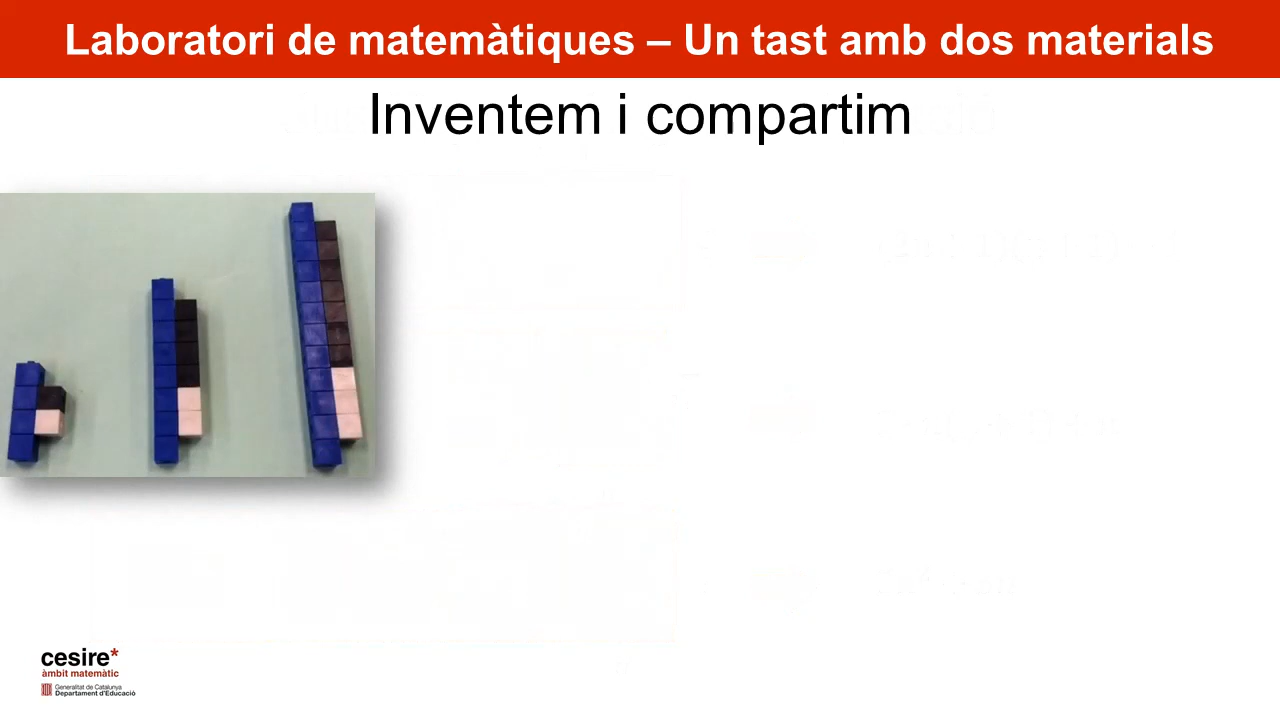 Laboratori de matemàtiques – Un tast amb dos materials
Inventem i compartim
cesire*
àmbit matemàtic
Generalitat de Catalunya
Departament d'Educació